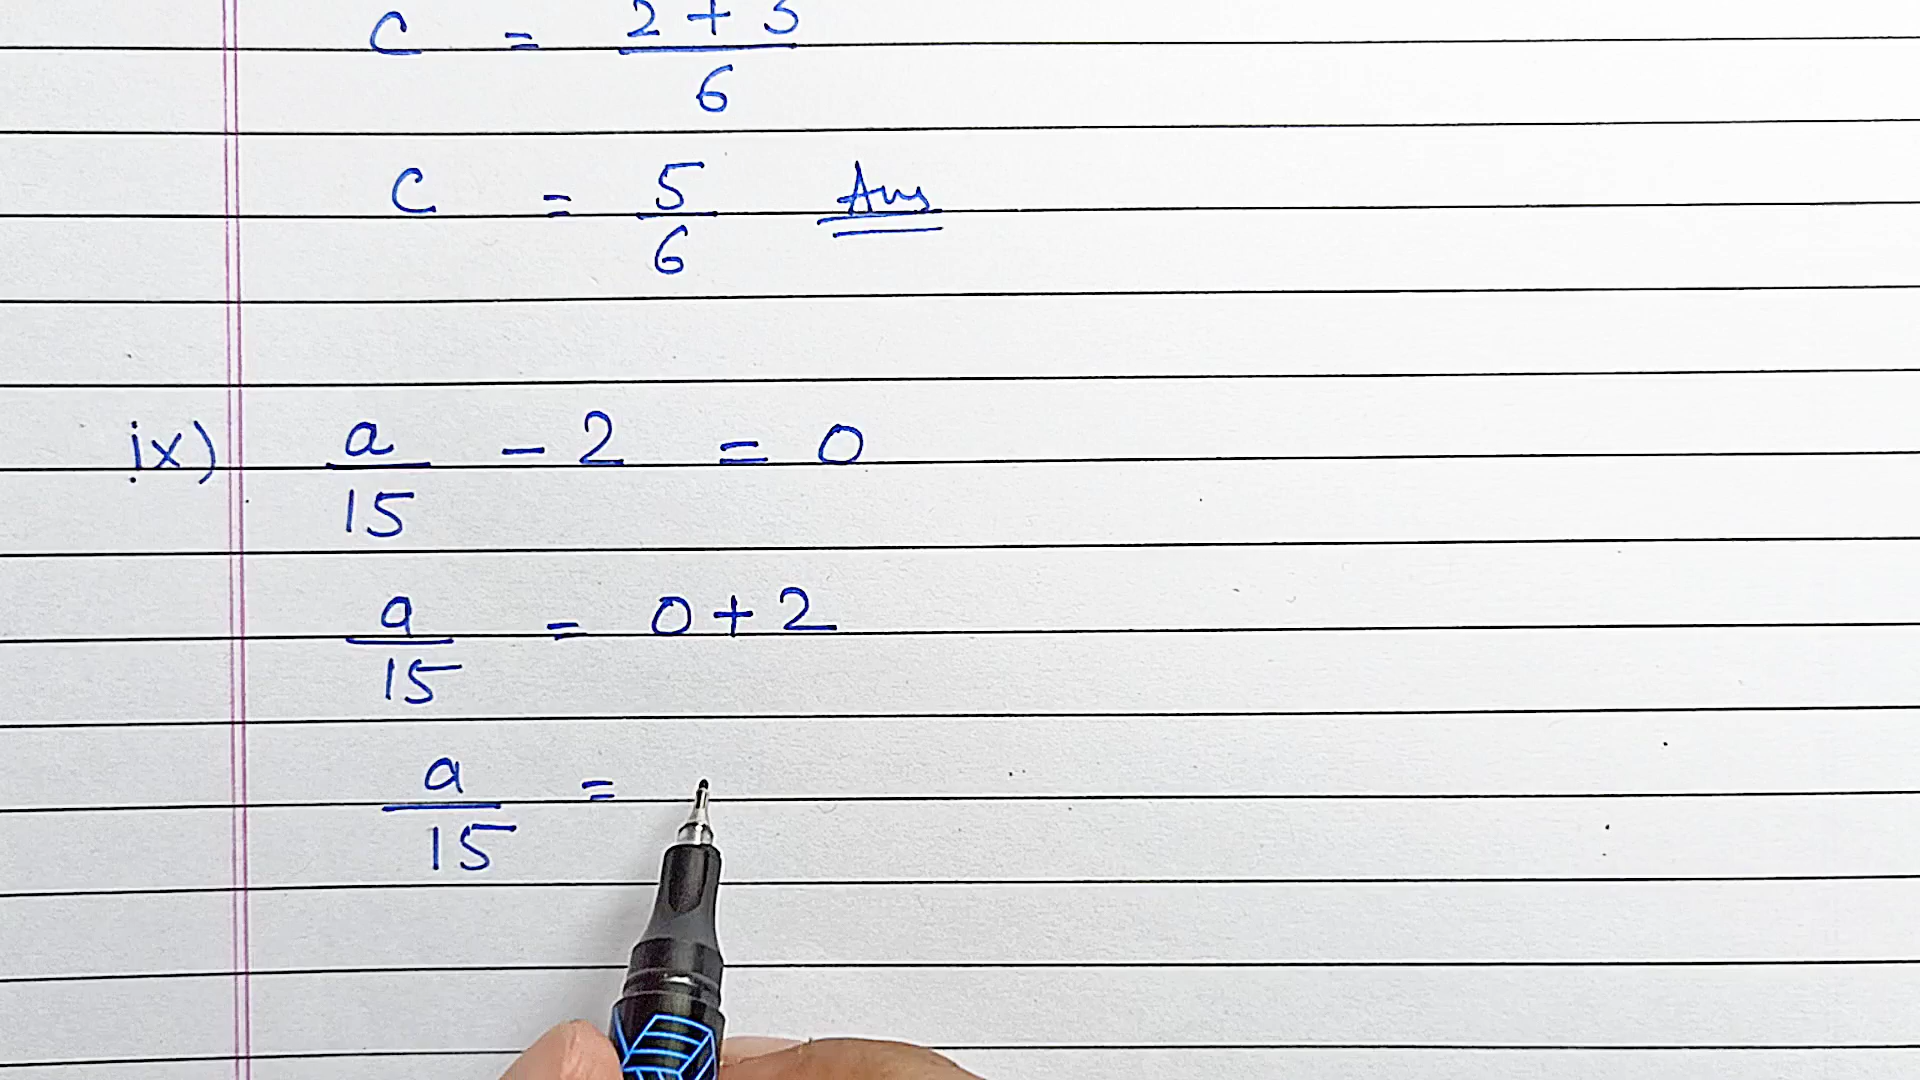 c = 2 + 3 / 6
c = 5 / 6 Ans
ix) a / 15 - 2 = 0
a / 15 = 0 + 2
a / 15 =